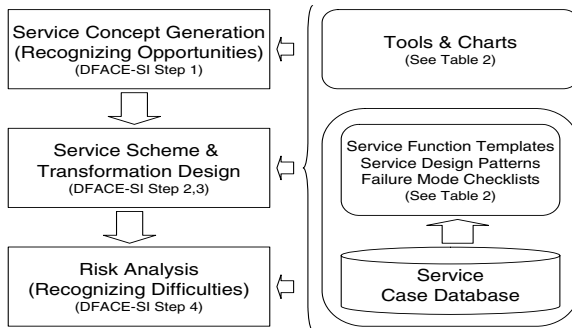 Service Concept Generation
(Recognizing Opportunities)
(DFACE-SI Step 1)
Service Scheme &
Transformation Design
(DFACE-SI Step 2,3)
Risk Analysis
(Recognizing Difficulties)
(DFACE-SI Step 4)
Tools & Charts
(See Table 2)
Service Function Templates
Service Design Patterns
Failure Mode Checklists
(See Table 2)
Service
Case Database